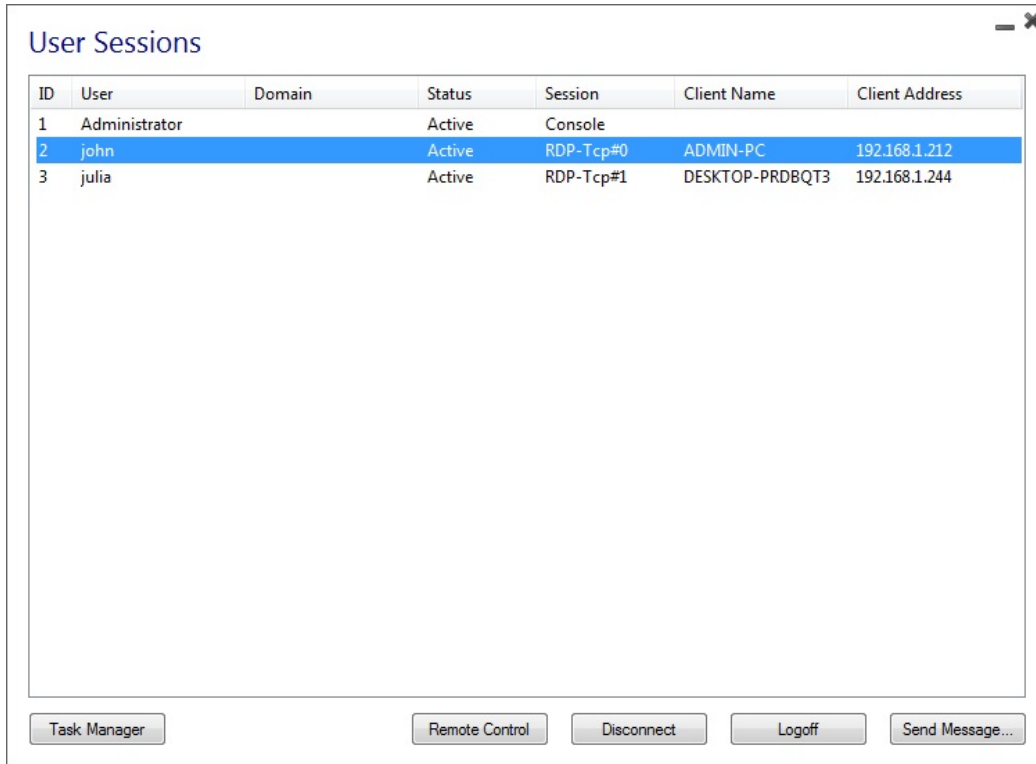 User Sessions
ID User Domain Status Session Client Name Client Address
1 Administrator Active Console
2 john Active RDP-Tcp#0 ADMIN-PC 192.168.1.212
3 julia Active RDP-Tcp#1 DESKTOP-PRDBQT3 192.168.1.244
Task Manager Remote Control Disconnect Logoff Send Message...